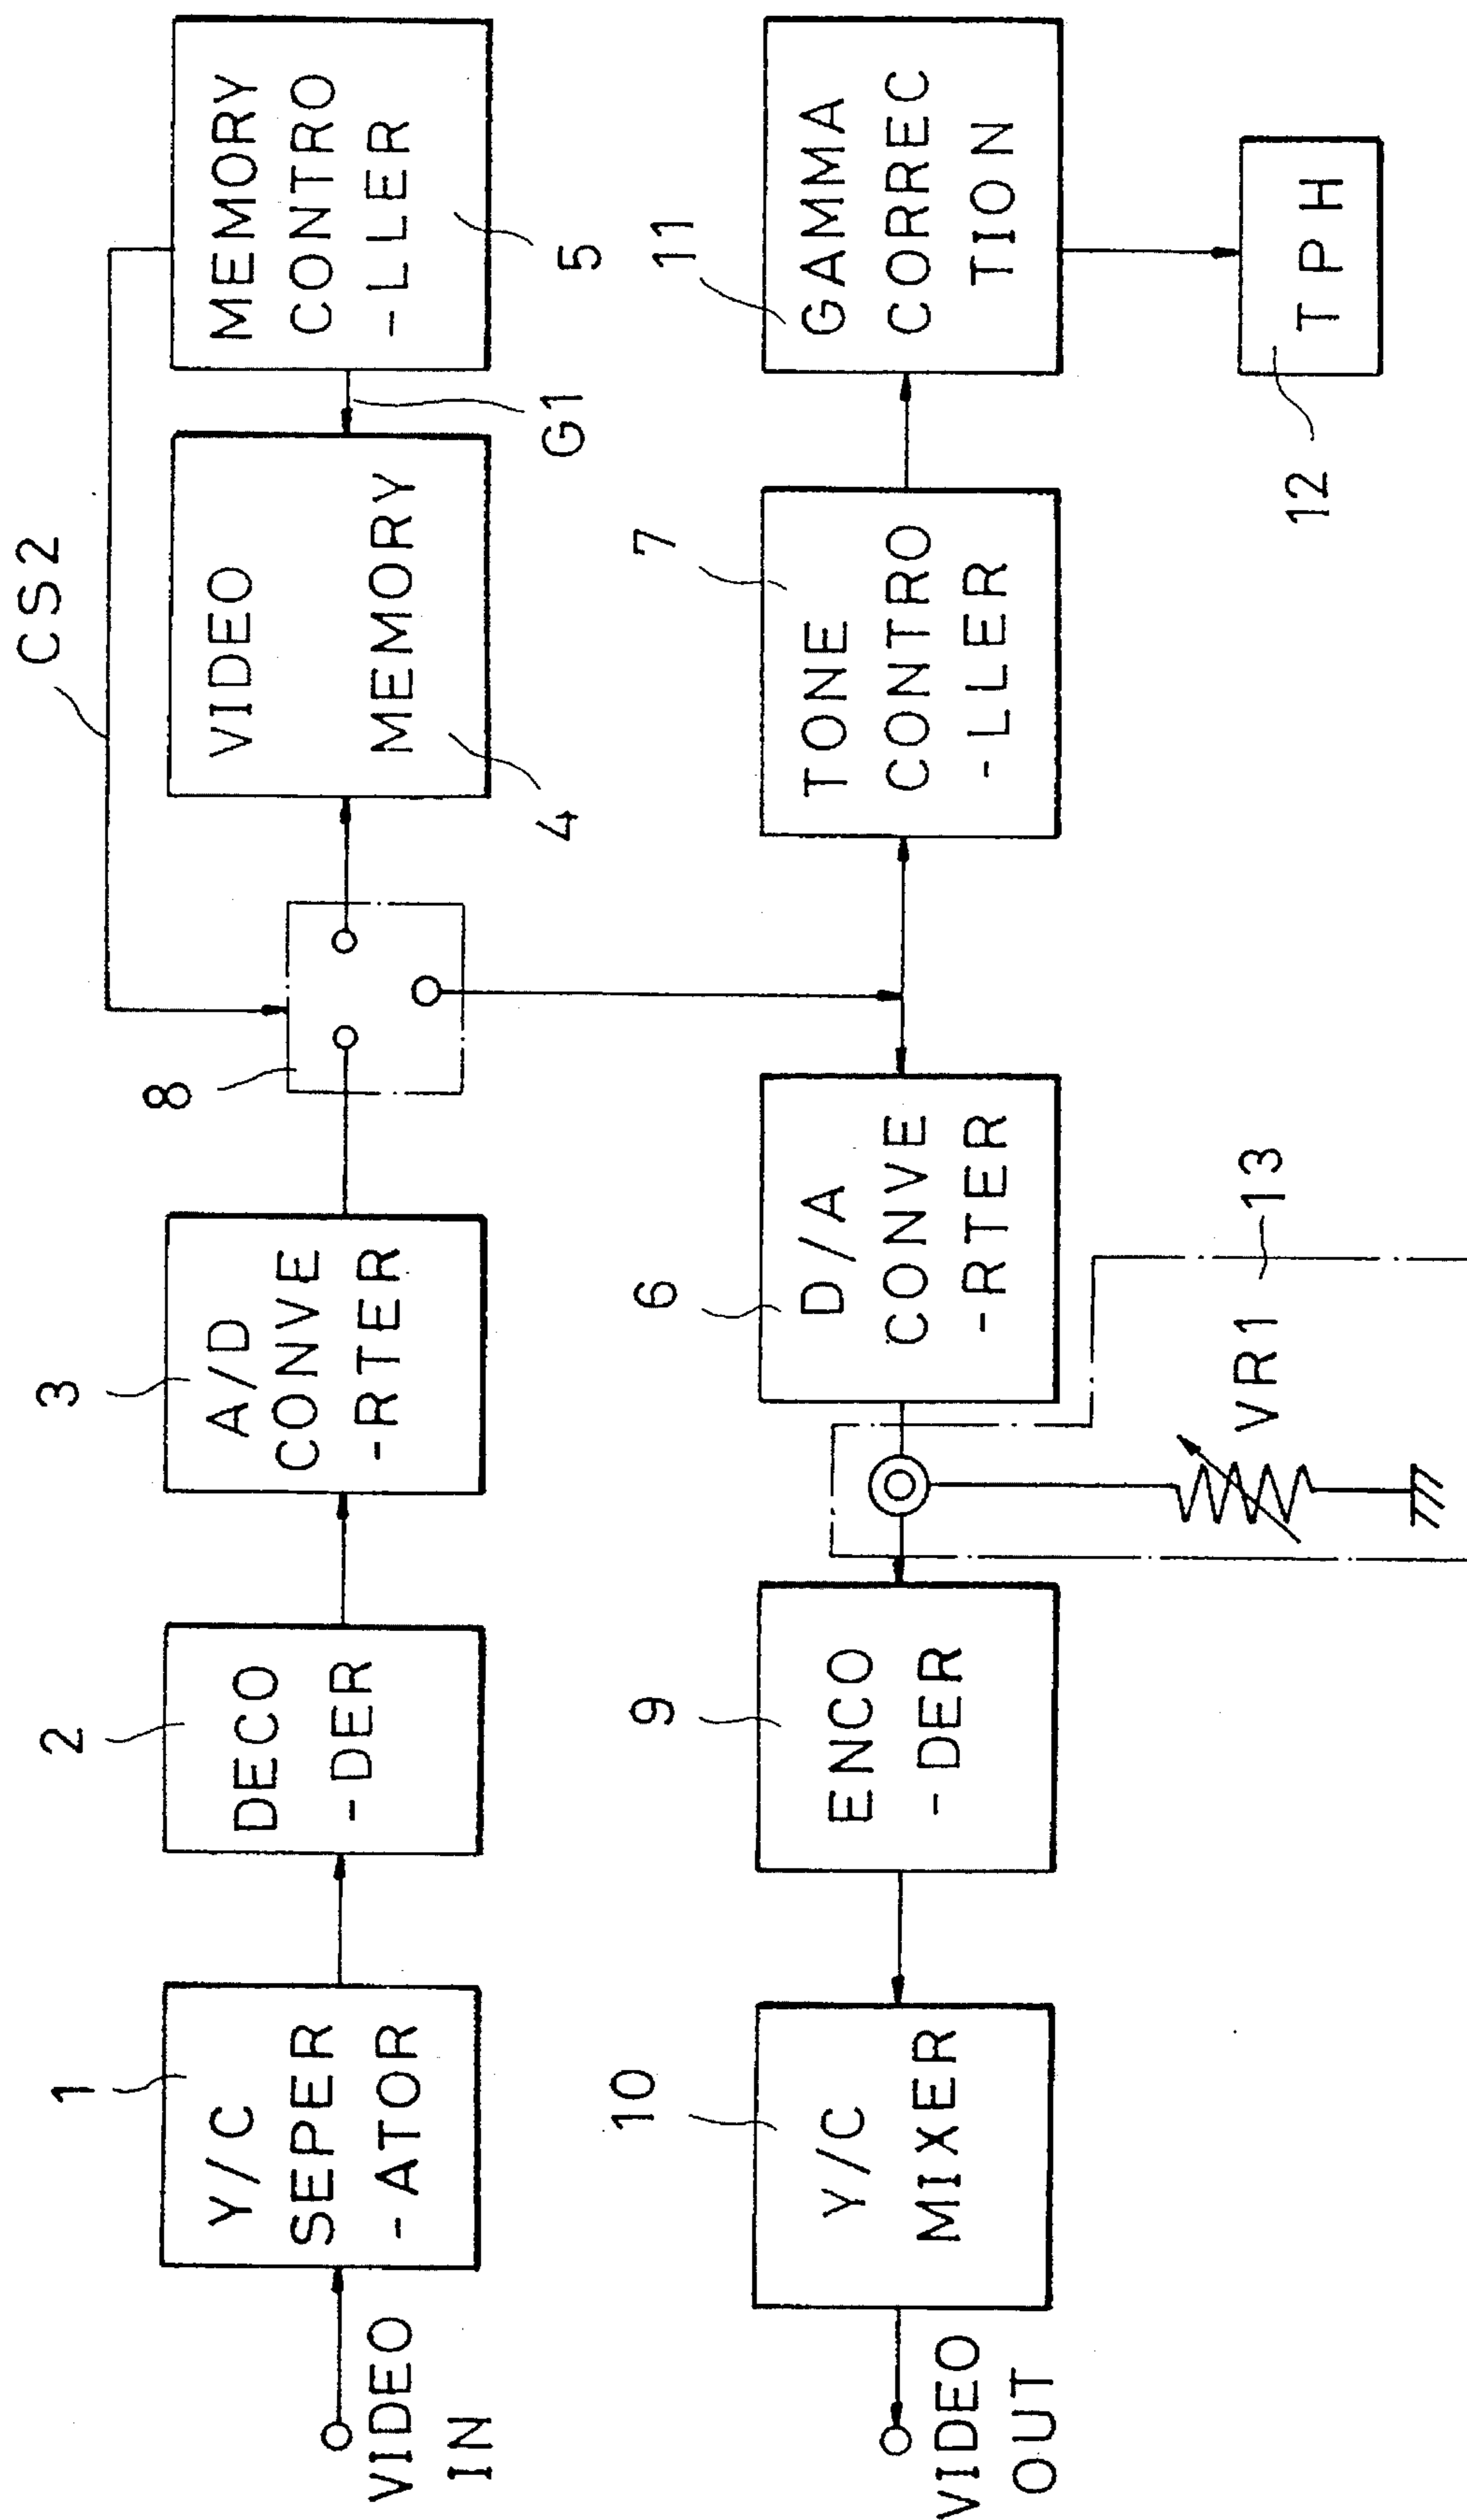 CS2
1
2
3
8
Y/C
SEPER
-ATOR
DECO
-DER
A/D
CONVE
-RTER
VIDEO
MEMORY
MEMORY
CONTRO
-LLER
VIDEO
IN
4
G1
5
10
9
6
7
11
Y/C
MIXER
ENCO
-DER
D/A
CONVE
-RTER
TONE
CONTRO
-LLER
GAMMA
CORREC
TION
VIDEO
OUT
VR1
13
12
TPH